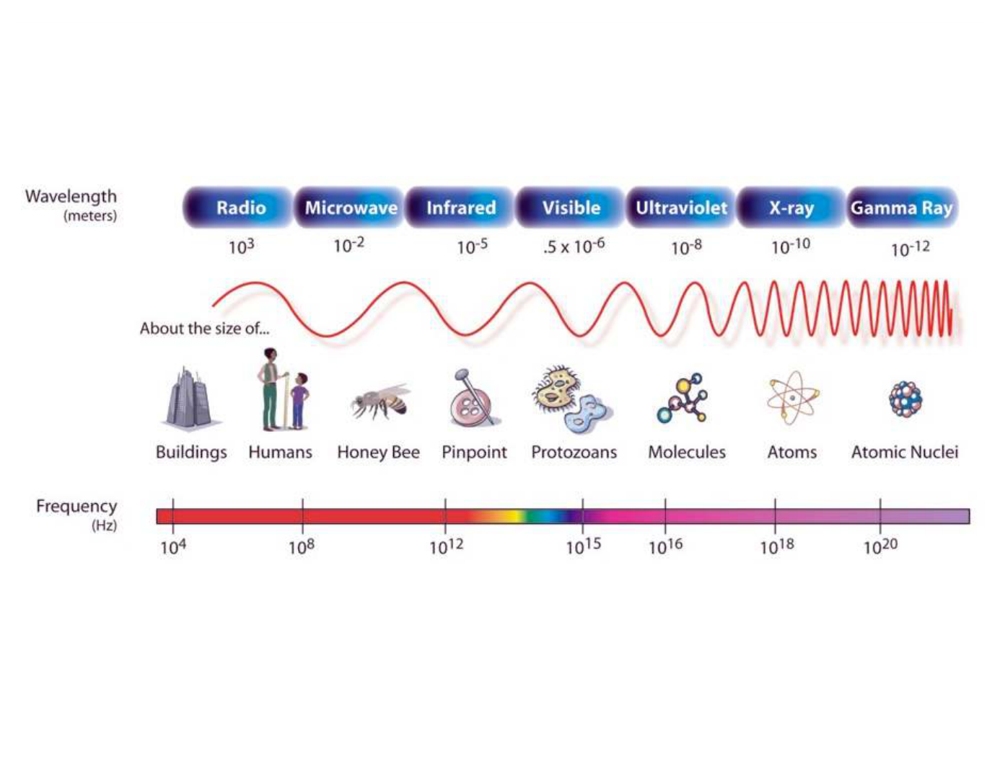 Wavelength
(meters)
Radio Microwave Infrared Visible Ultraviolet X-ray Gamma Ray
10³ 10⁻² 10⁻⁵ .5 x 10⁻⁶ 10⁻⁸ 10⁻¹⁰ 10⁻¹²
About the size of...
Buildings Humans Honey Bee Pinpoint Protozoans Molecules Atoms Atomic Nuclei
Frequency
(Hz)
10⁴ 10⁸ 10¹² 10¹⁵ 10¹⁶ 10¹⁸ 10²⁰